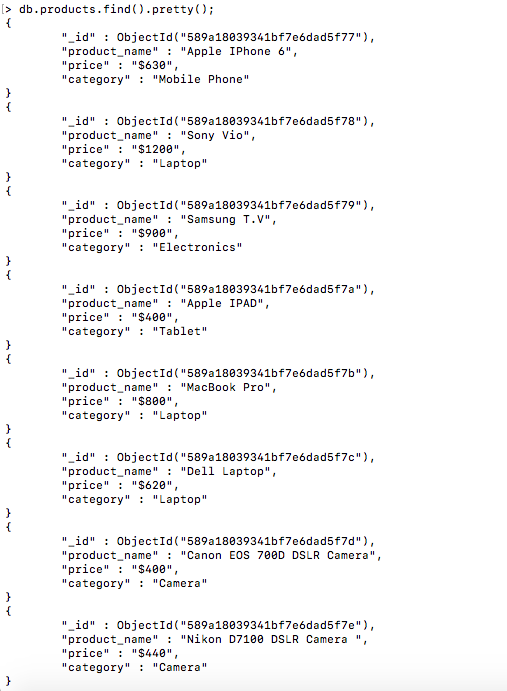 [> db.products.find().pretty();
{
"_id" : ObjectId("589a18039341bf7e6dad5f77"),
"product_name" : "Apple IPhone 6",
"price" : "$630",
"category" : "Mobile Phone"
}
{
"_id" : ObjectId("589a18039341bf7e6dad5f78"),
"product_name" : "Sony Vio",
"price" : "$1200",
"category" : "Laptop"
}
{
"_id" : ObjectId("589a18039341bf7e6dad5f79"),
"product_name" : "Samsung T.V",
"price" : "$900",
"category" : "Electronics"
}
{
"_id" : ObjectId("589a18039341bf7e6dad5f7a"),
"product_name" : "Apple IPAD",
"price" : "$400",
"category" : "Tablet"
}
{
"_id" : ObjectId("589a18039341bf7e6dad5f7b"),
"product_name" : "MacBook Pro",
"price" : "$800",
"category" : "Laptop"
}
{
"_id" : ObjectId("589a18039341bf7e6dad5f7c"),
"product_name" : "Dell Laptop",
"price" : "$620",
"category" : "Laptop"
}
{
"_id" : ObjectId("589a18039341bf7e6dad5f7d"),
"product_name" : "Canon EOS 700D DSLR Camera",
"price" : "$400",
"category" : "Camera"
}
{
"_id" : ObjectId("589a18039341bf7e6dad5f7e"),
"product_name" : "Nikon D7100 DSLR Camera ",
"price" : "$440",
"category" : "Camera"
}